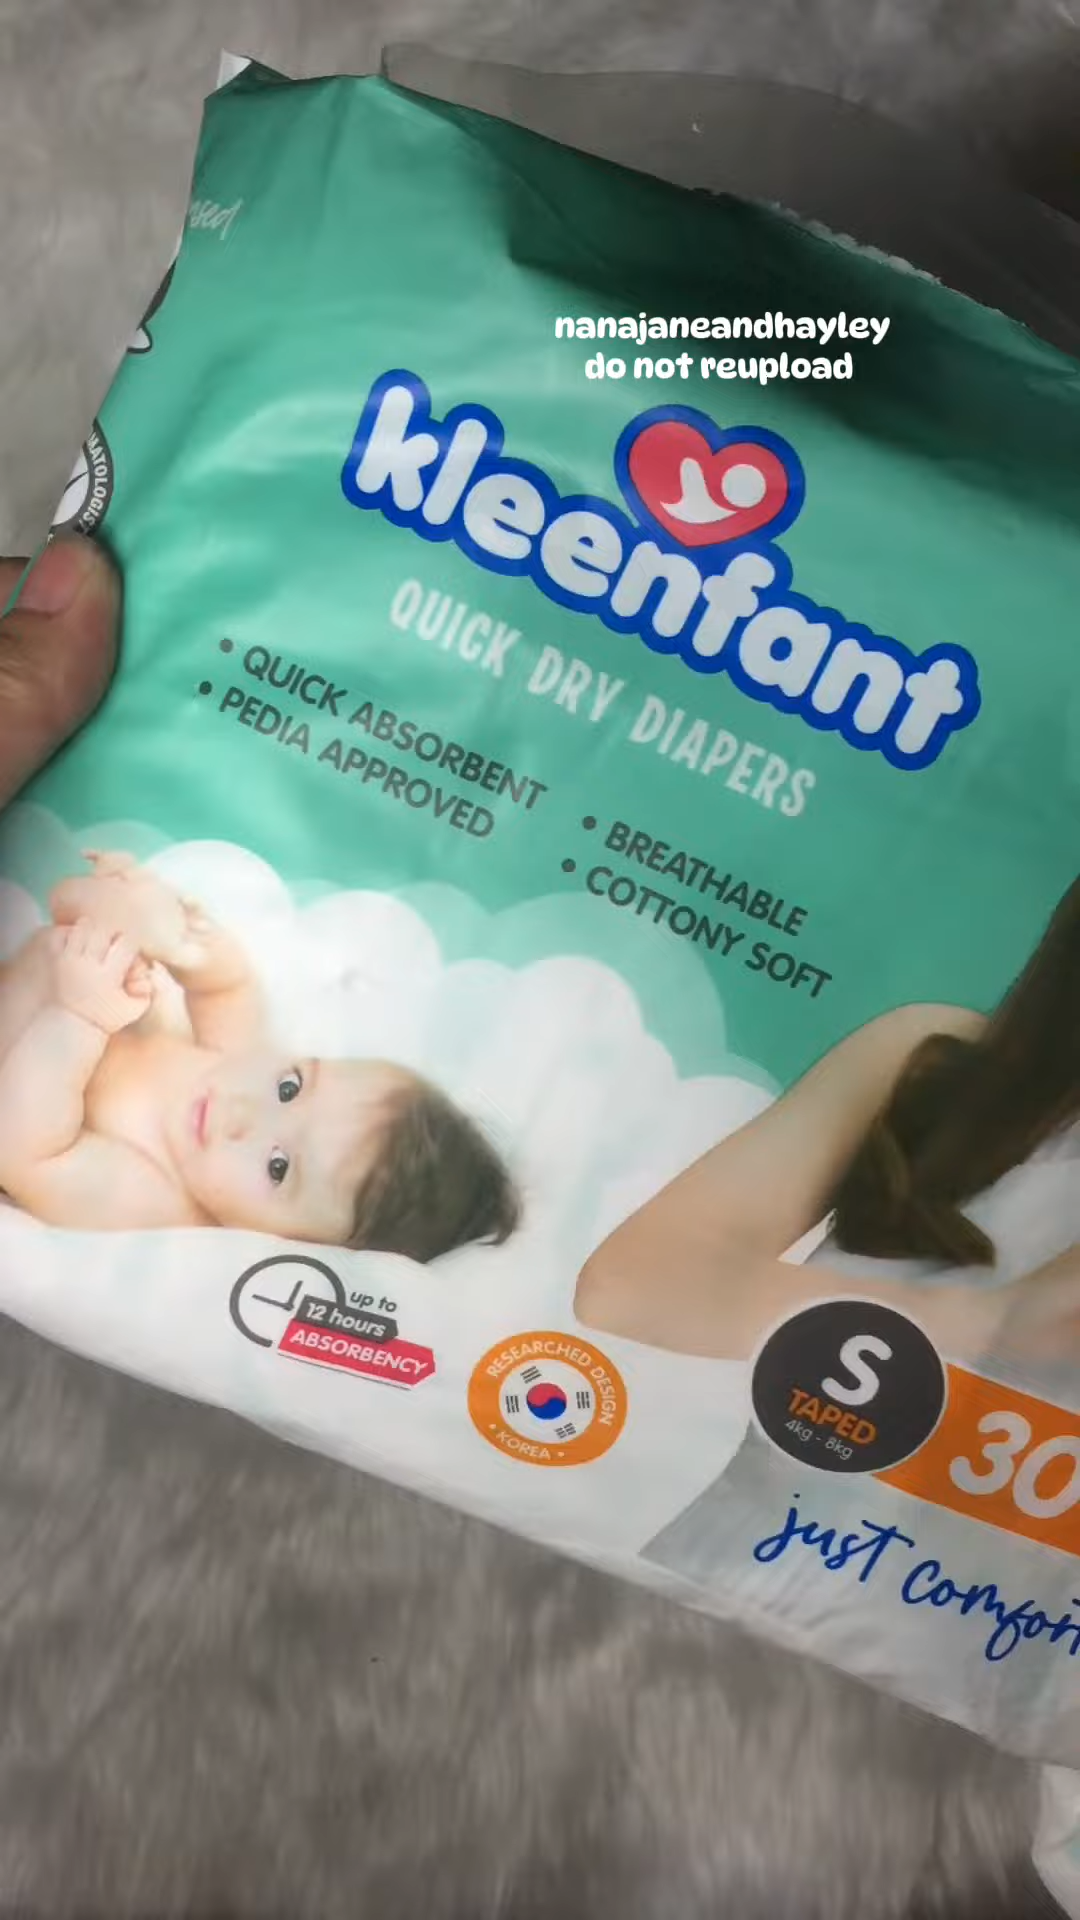 nanajaneandhayley
do not reupload
kleenfant
QUICK DRY DIAPERS
• QUICK ABSORBENT
• PEDIA APPROVED
• BREATHABLE
• COTTONY SOFT
up to
12 hours
ABSORBENCY
RESEARCHED DESIGN
• KOREA •
S
TAPED
4kg - 8kg
30
just